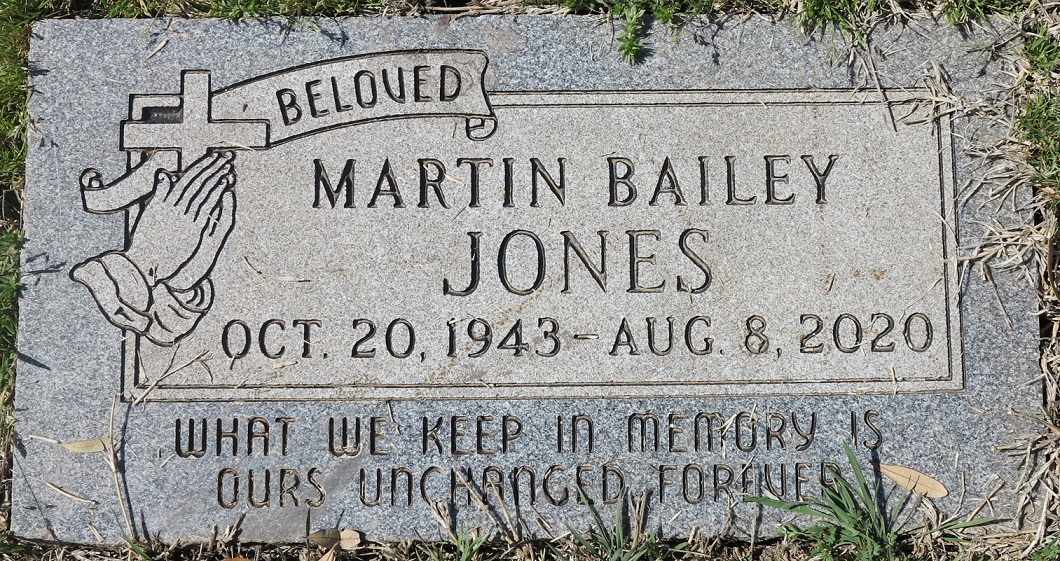 BELOVED
MARTIN BAILEY
JONES
OCT. 20, 1943 - AUG. 8, 2020
WHAT WE KEEP IN MEMORY IS
OURS UNCHANGED FOREVER